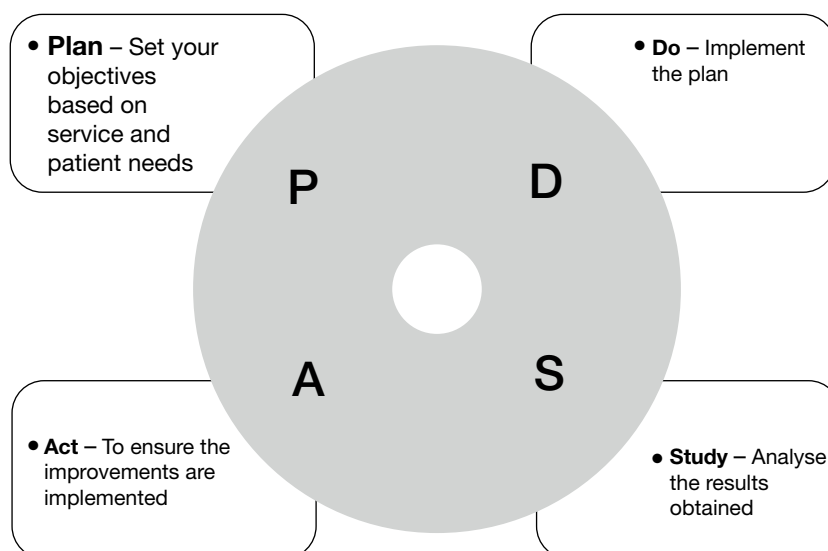 • Plan – Set your
objectives
based on
service and
patient needs
• Do – Implement
the plan
P
D
A
S
• Act – To ensure the
improvements are
implemented
• Study – Analyse
the results
obtained